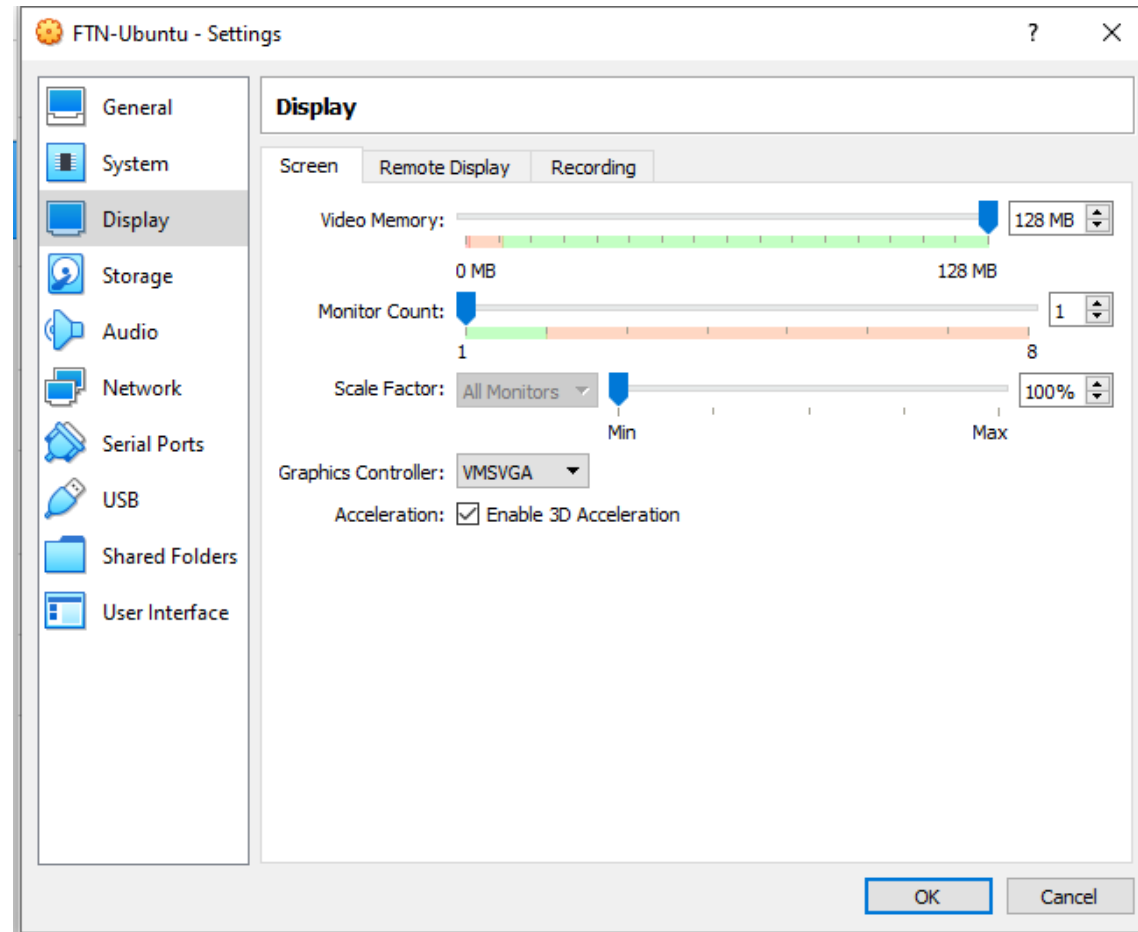 FTN-Ubuntu - Settings
?
General
System
Display
Storage
Audio
Network
Serial Ports
USB
Shared Folders
User Interface
Display
Screen
Remote Display
Recording
Video Memory:
128 MB
0 MB
128 MB
Monitor Count:
1
1
8
Scale Factor:
All Monitors
100%
Min
Max
Graphics Controller:
VMSVGA
Acceleration:
Enable 3D Acceleration
OK
Cancel